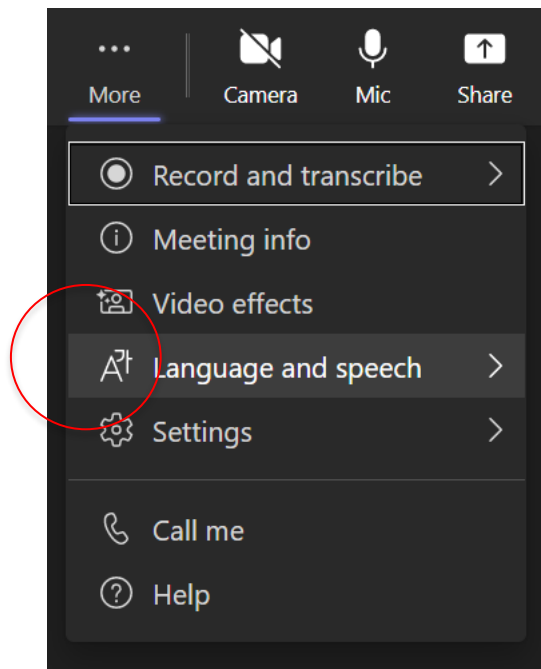 More
Camera
Mic
Share
Record and transcribe
Meeting info
Video effects
Language and speech
Settings
Call me
Help